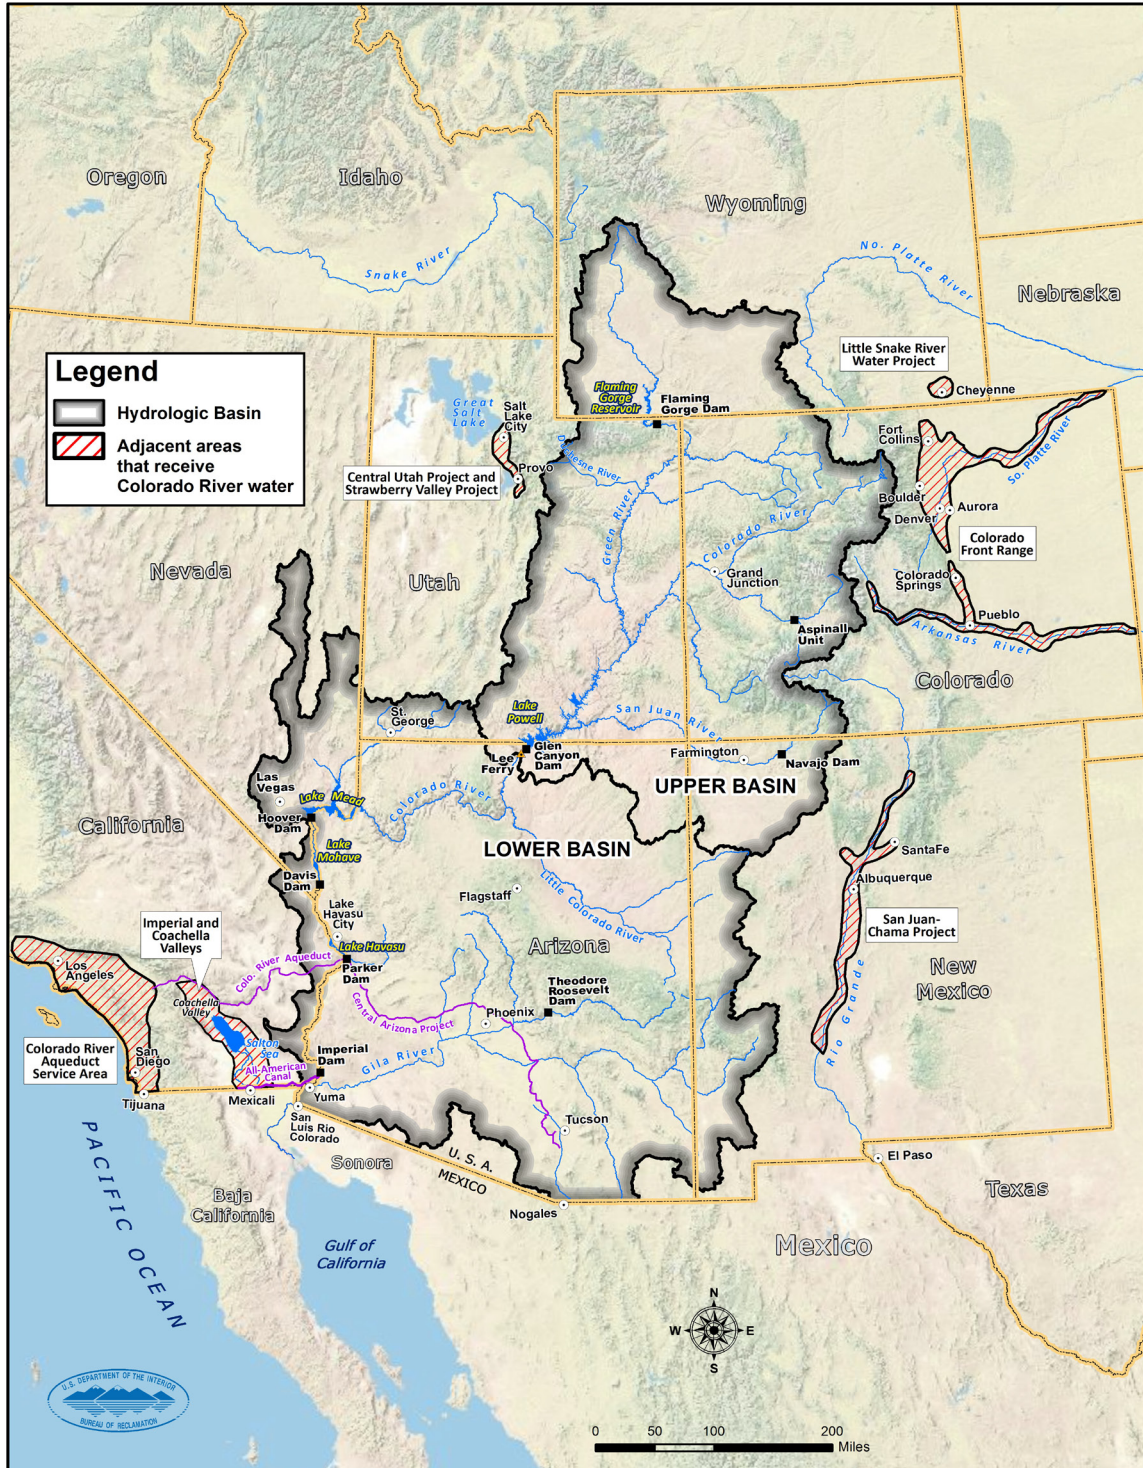 Oregon
Idaho
Wyoming
Snake River
No. Platte River
Nebraska
Legend
Hydrologic Basin
Adjacent areas
that receive
Colorado River water
Little Snake River
Water Project
Cheyenne
Flaming
Gorge
Reservoir
Flaming
Gorge Dam
Great
Salt
Lake
Salt
Lake
City
Fort
Collins
So. Platte River
Duchesne River
Provo
Central Utah Project and
Strawberry Valley Project
Boulder
Denver
Aurora
Green River
Colorado River
Colorado
Front Range
Nevada
Utah
Grand
Junction
Colorado
Springs
Pueblo
Aspinall
Unit
Arkansas River
Colorado
St.
George
Lake
Powell
San Juan River
Lee
Ferry
Glen
Canyon
Dam
Farmington
Navajo Dam
Las
Vegas
Lake Mead
Colorado River
UPPER BASIN
California
Hoover
Dam
Lake
Mohave
LOWER BASIN
SantaFe
Davis
Dam
Flagstaff
Little Colorado River
Albuquerque
Lake
Havasu
City
Imperial and
Coachella
Valleys
San Juan-
Chama Project
Lake Havasu
Arizona
Los
Angeles
Colo. River Aqueduct
Parker
Dam
New
Mexico
Coachella
Valley
Central Arizona Project
Theodore
Roosevelt
Dam
Phoenix
Rio Grande
Colorado River
Aqueduct
Service Area
San
Diego
Salton
Sea
Imperial
Dam
Gila River
All-American
Canal
Tijuana
Mexicali
Yuma
San
Luis Rio
Colorado
Tucson
El Paso
PACIFIC OCEAN
Sonora
U. S. A.
MEXICO
Baja
California
Nogales
Texas
Gulf of
California
Mexico
N
W
E
S
U.S. DEPARTMENT OF THE INTERIOR
BUREAU OF RECLAMATION
0 50 100 200
Miles